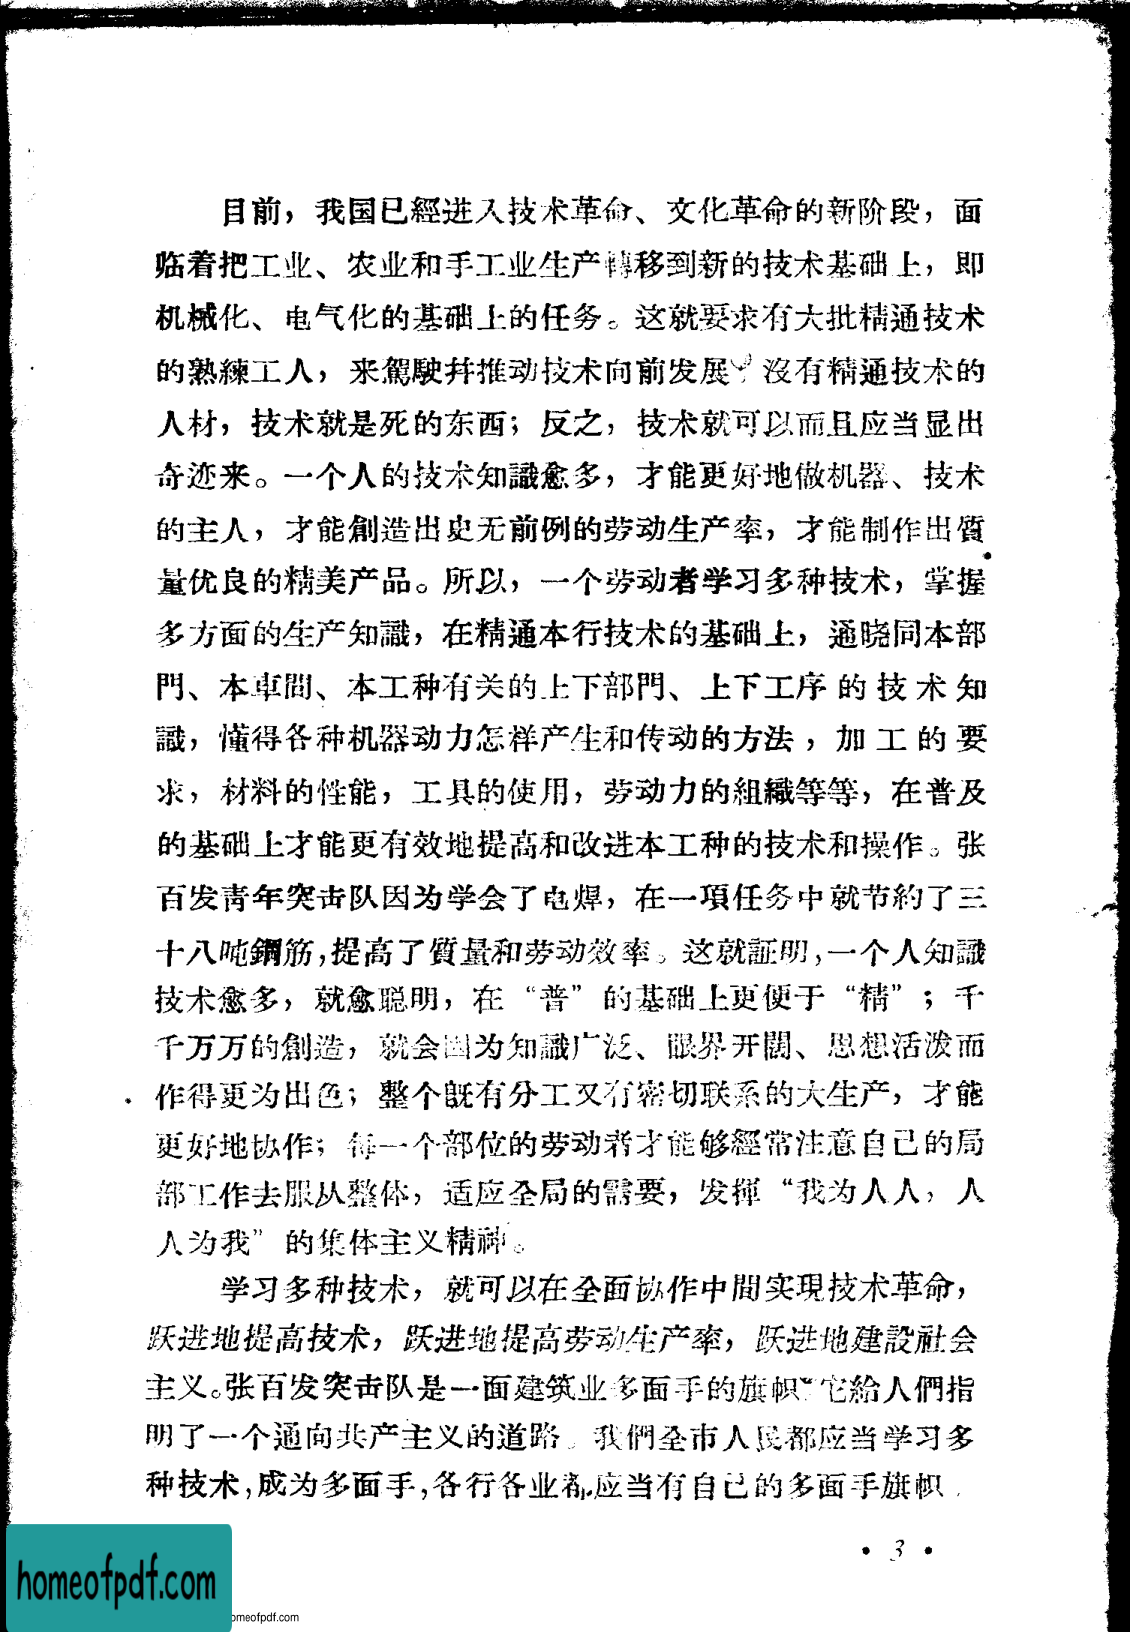 目前，我国已經进入技术革命、文化革命的新阶段，面
临着把工业、农业和手工业生产轉移到新的技术基础上，即
机械化、电气化的基础上的任务。这就要求有大批精通技术
的熟練工人，来駕駛幷推动技术向前发展。沒有精通技术的
人材，技术就是死的东西；反之，技术就可以而且应当显出
奇迹来。一个人的技术知識愈多，才能更好地做机器、技术
的主人，才能創造出史无前例的劳动生产率，才能制作出質
量优良的精美产品。所以，一个劳动者学习多种技术，掌握
多方面的生产知識，在精通本行技术的基础上，通晓同本部
門、本車間、本工种有关的上下部門、上下工序的技术知
識，懂得各种机器动力怎样产生和传动的方法，加工的要
求，材料的性能，工具的使用，劳动力的組織等等，在普及
的基础上才能更有效地提高和改进本工种的技术和操作。张
百发青年突击队因为学会了电焊，在一項任务中就节約了三
十八吨鋼筋，提高了質量和劳动效率。这就証明，一个人知識
技术愈多，就愈聪明，在“普”的基础上更便于“精”；千
千万万的創造，就会因为知識广泛、眼界开闊、思想活泼而
作得更为出色；整个既有分工又有密切联系的大生产，才能
更好地协作；每一个部位的劳动者才能够經常注意自己的局
部工作去服从整体，适应全局的需要，发揮“我为人人，人
人为我”的集体主义精神。
学习多种技术，就可以在全面协作中間实現技术革命，
跃进地提高技术，跃进地提高劳动生产率，跃进地建設社会
主义。张百发突击队是一面建筑业多面手的旗帜，它給人們指
明了一个通向共产主义的道路。我們全市人民都应当学习多
种技术，成为多面手，各行各业都应当有自己的多面手旗帜．
• 3 •
homeofpdf.com
omeofpdf.com